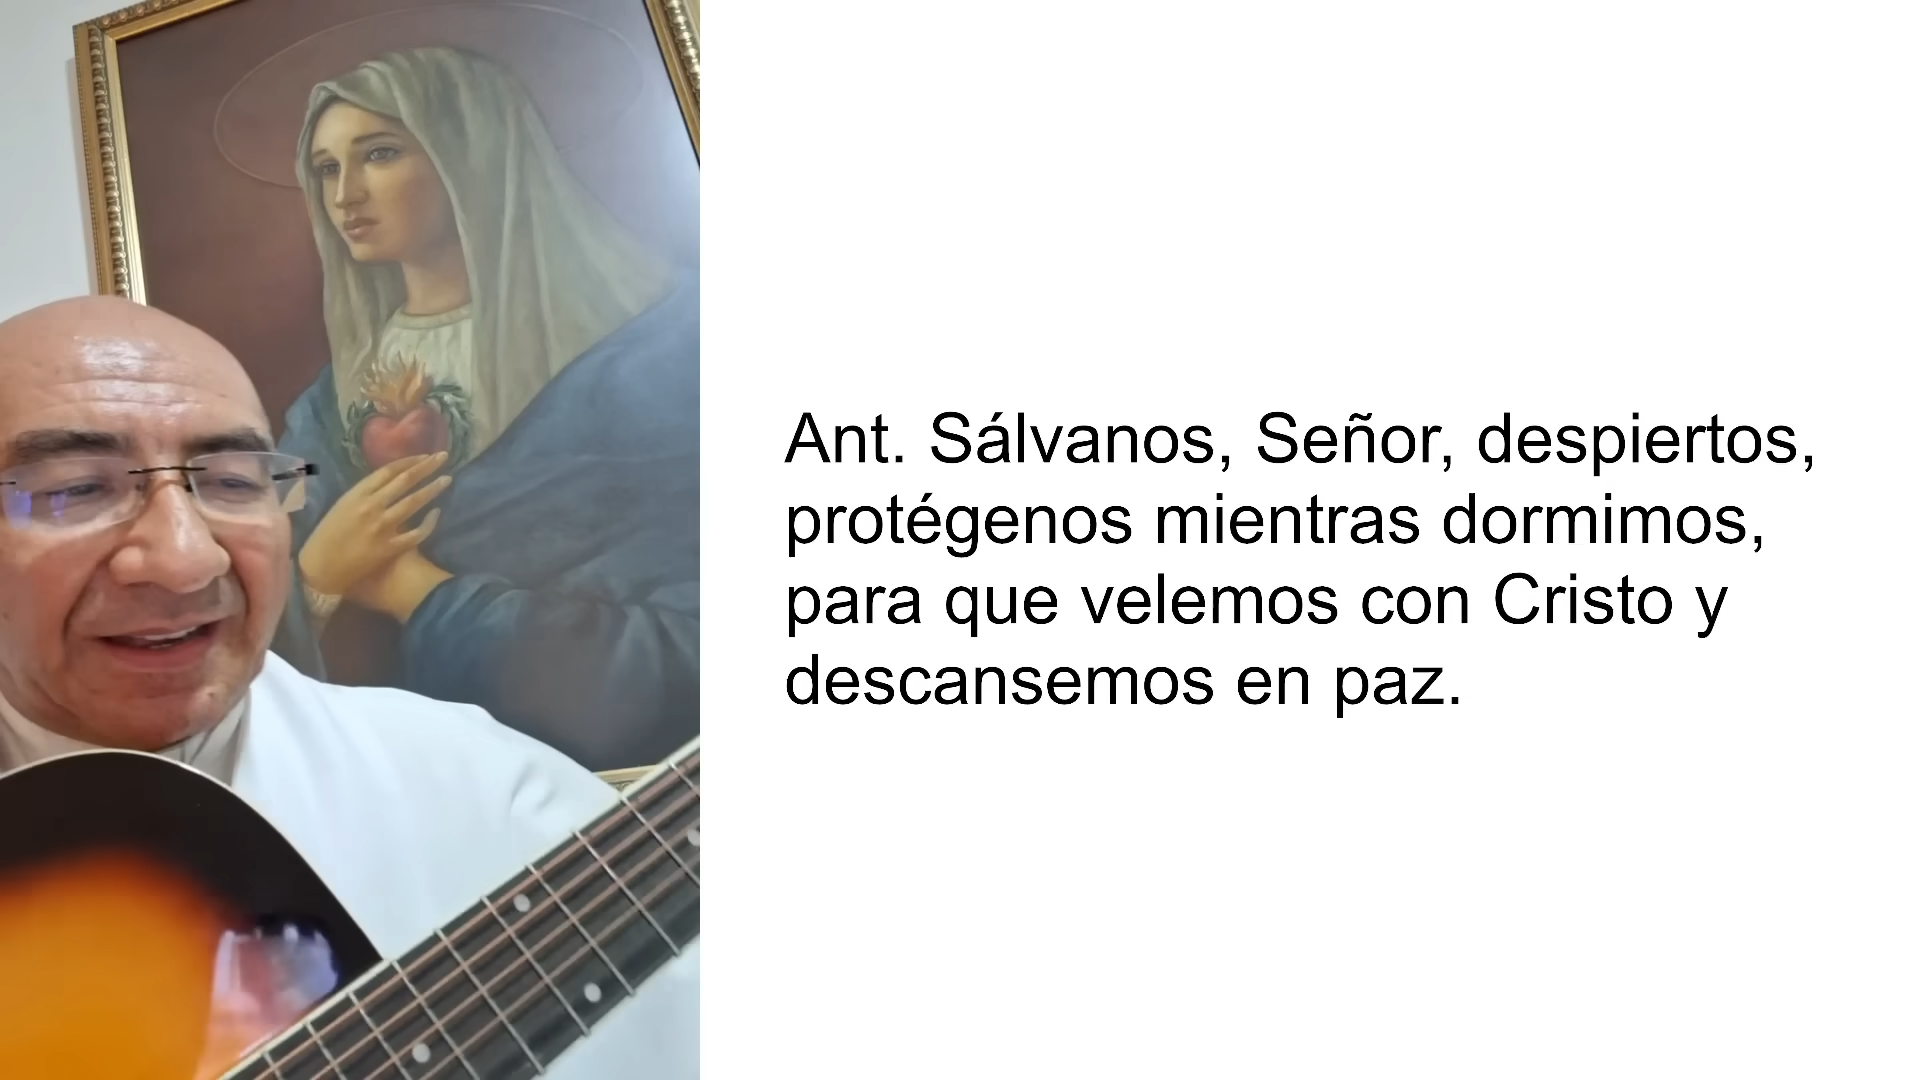 Ant. Sálvanos, Señor, despiertos,
protégenos mientras dormimos,
para que velemos con Cristo y
descansemos en paz.